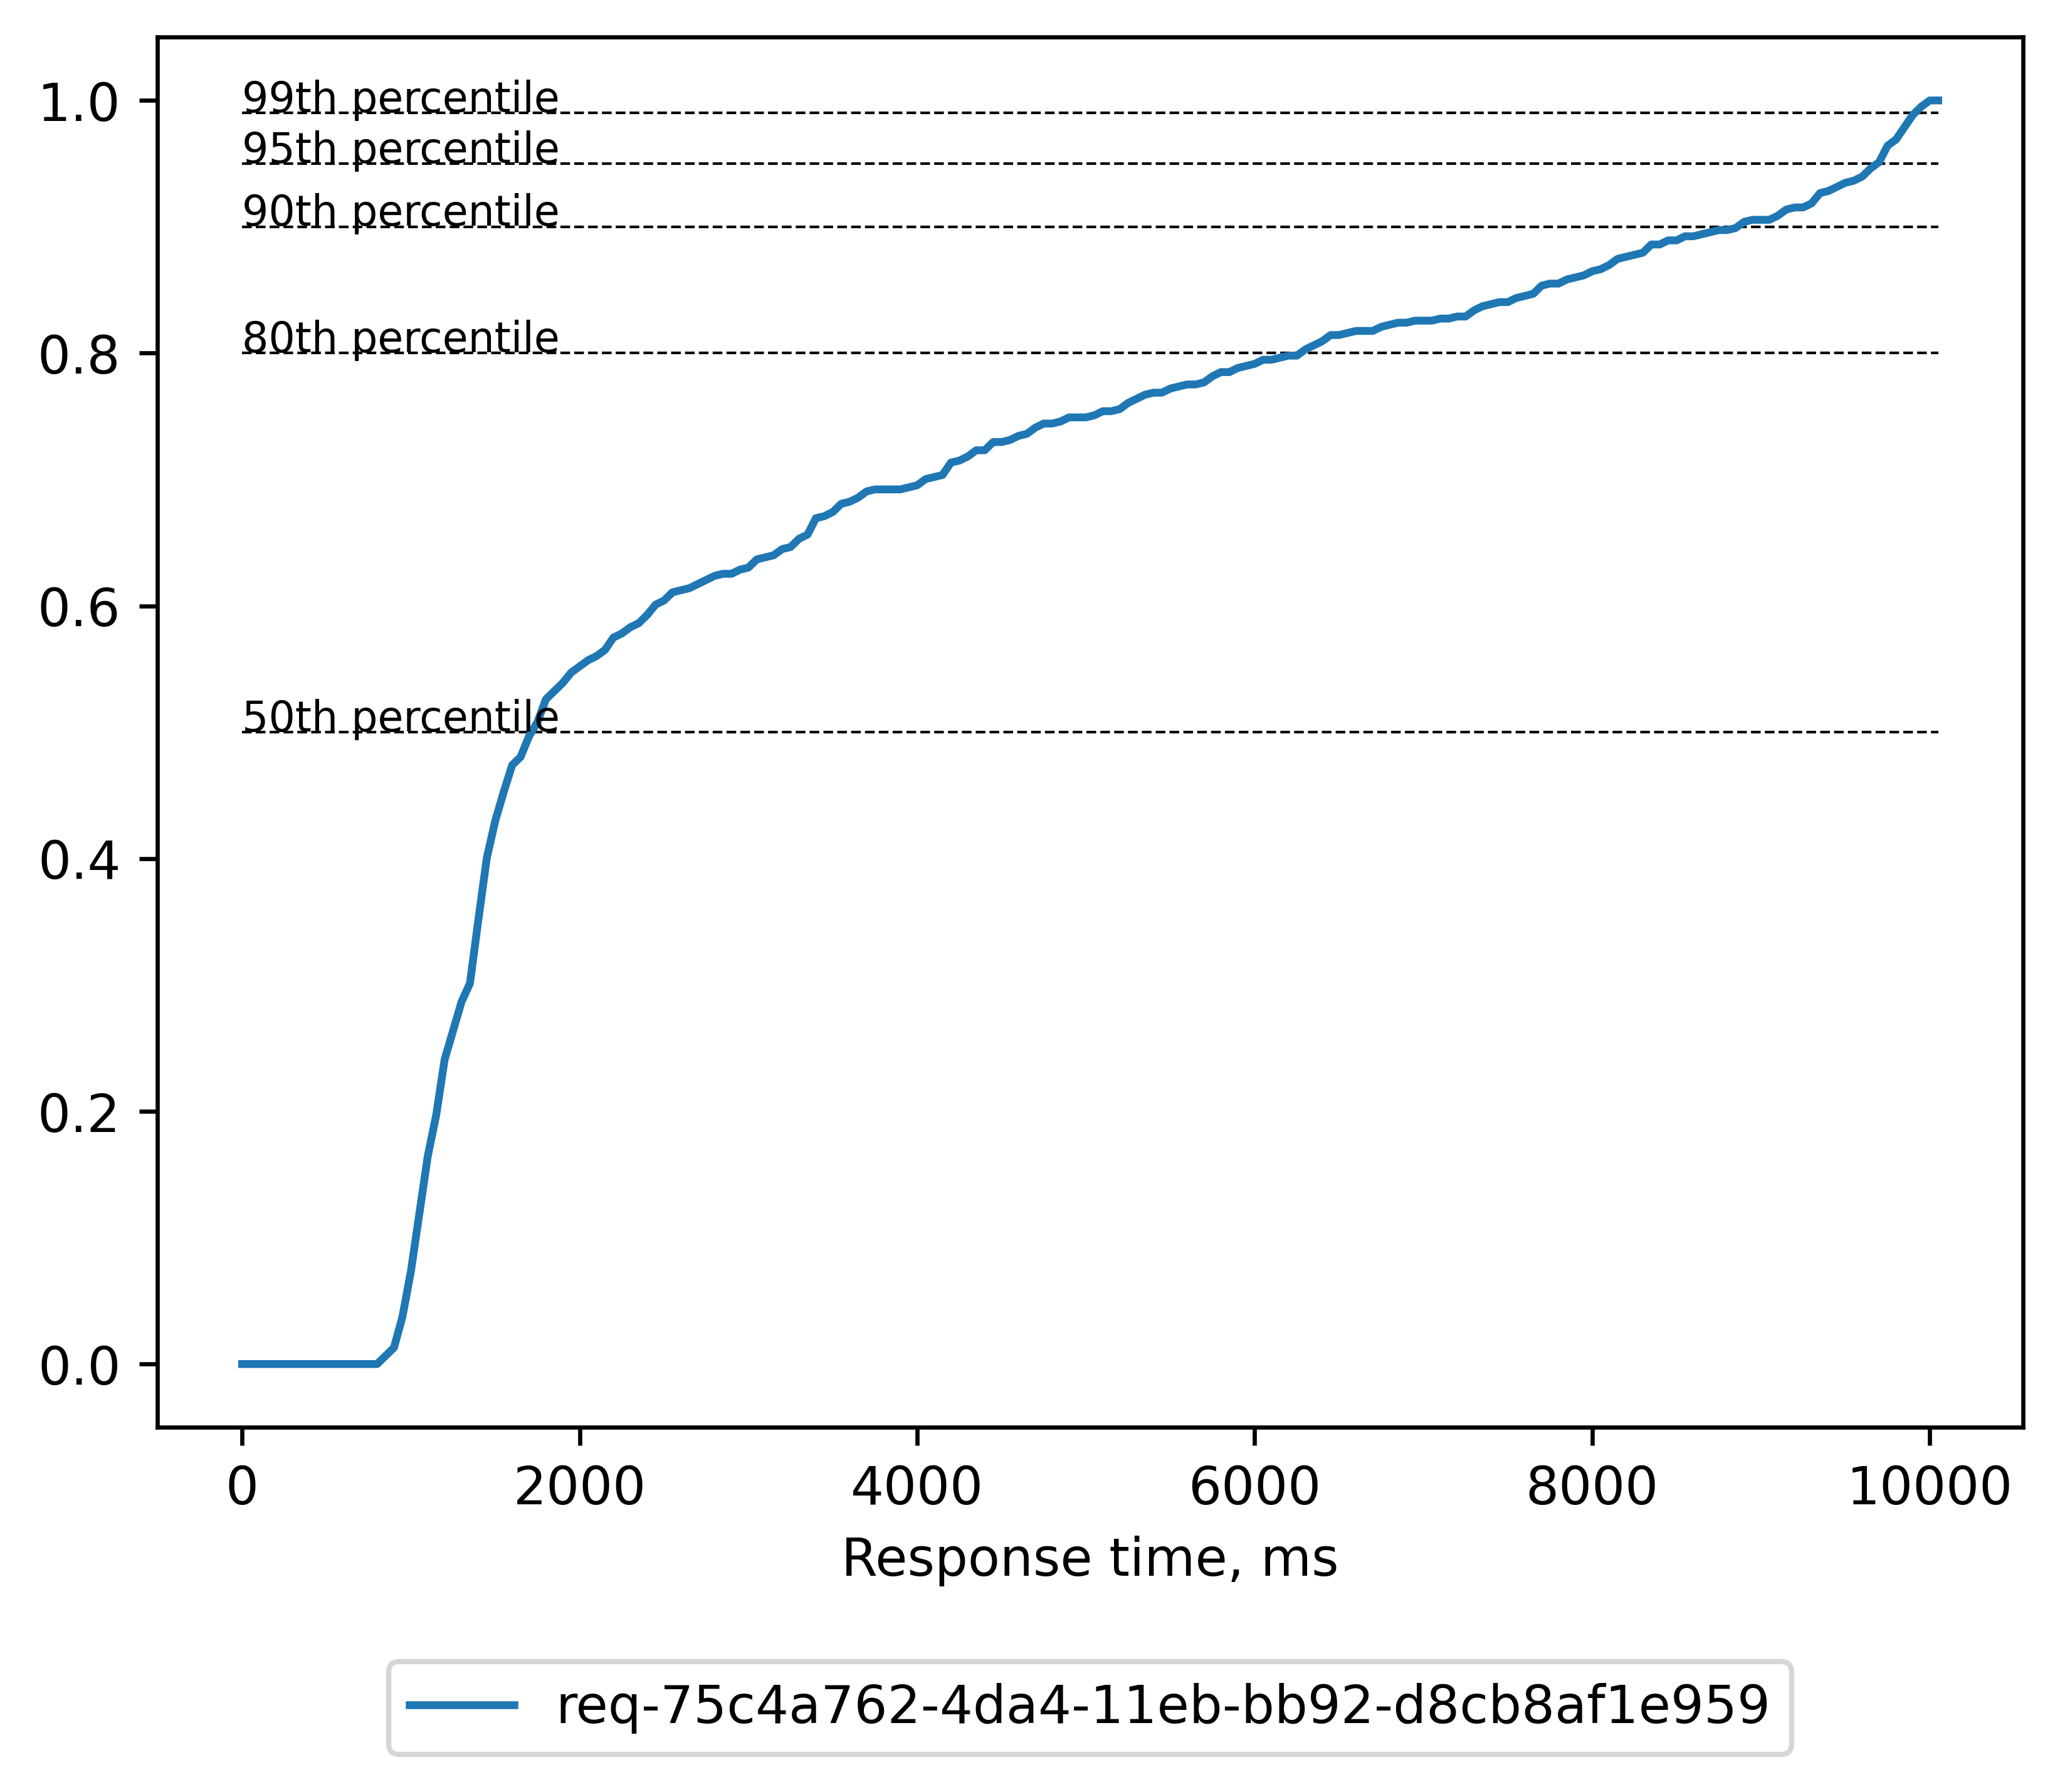 1.0
99th percentile
95th percentile
90th percentile
0.8
80th percentile
0.6
50th percentile
0.4
0.2
0.0
0 2000 4000 6000 8000 10000
Response time, ms
req-75c4a762-4da4-11eb-bb92-d8cb8af1e959